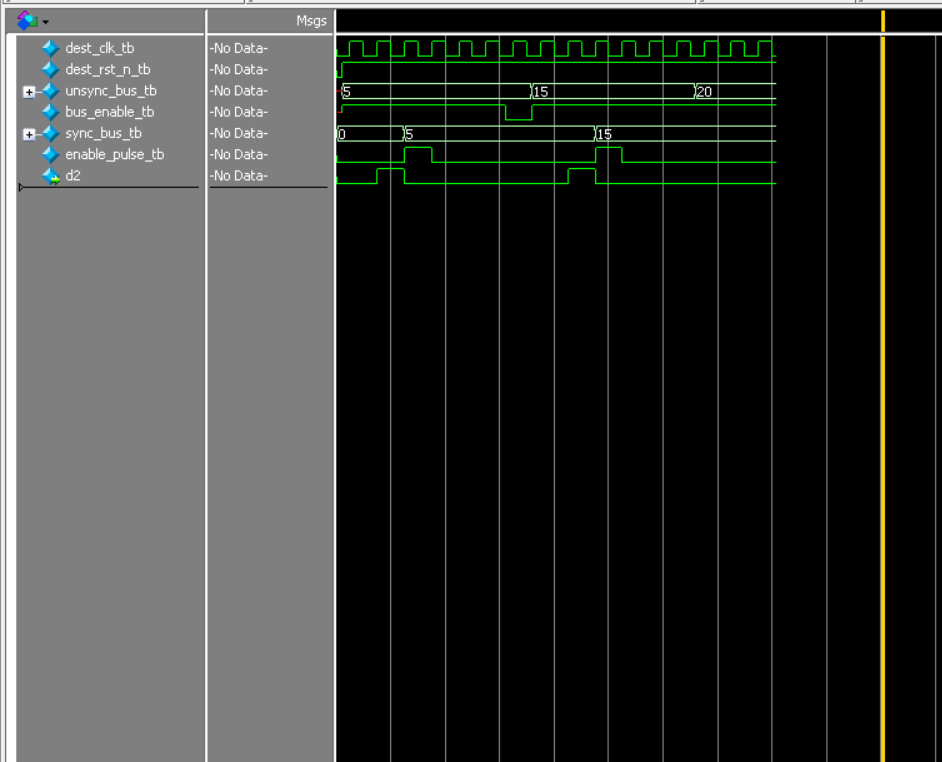 Msgs
dest_clk_tb -No Data-
dest_rst_n_tb -No Data-
unsync_bus_tb -No Data- 5 15 20
bus_enable_tb -No Data-
sync_bus_tb -No Data- 0 5 15
enable_pulse_tb -No Data-
d2 -No Data-